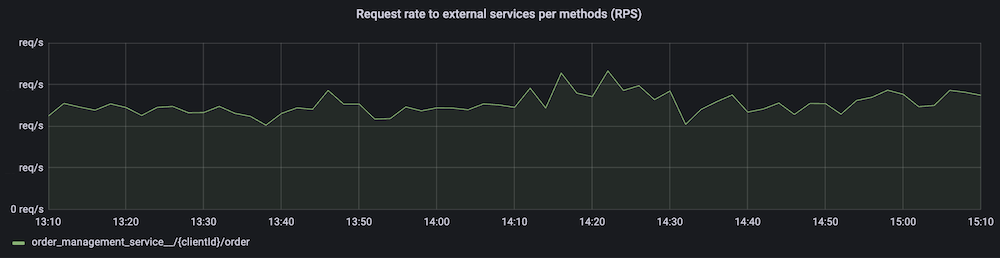 Request rate to external services per methods (RPS)
req/s
req/s
req/s
req/s
0 req/s
13:10 13:20 13:30 13:40 13:50 14:00 14:10 14:20 14:30 14:40 14:50 15:00 15:10
order_management_service__/{clientId}/order